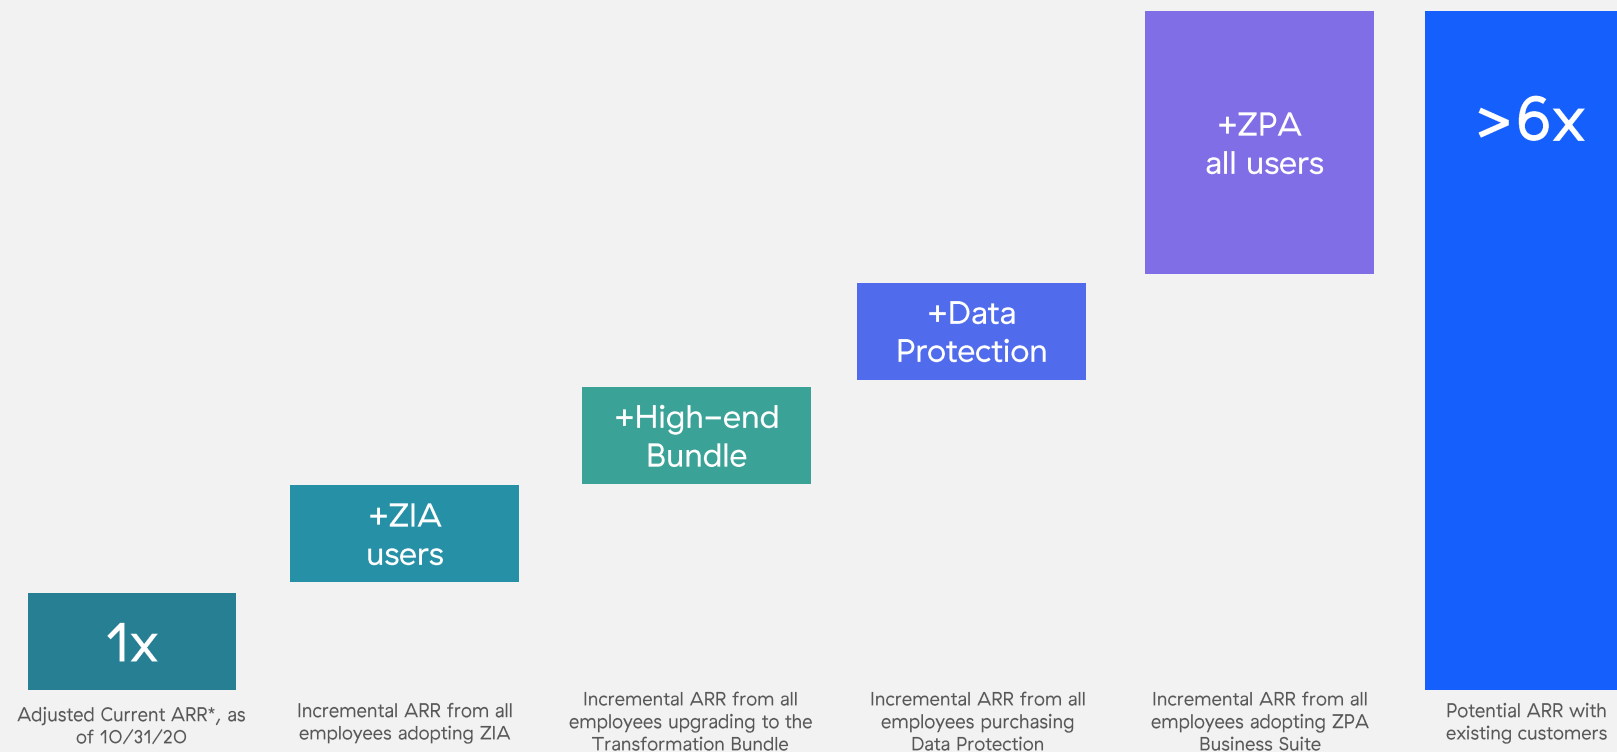 1x
Adjusted Current ARR*, as
of 10/31/20
+ZIA
users
Incremental ARR from all
employees adopting ZIA
+High-end
Bundle
Incremental ARR from all
employees upgrading to the
Transformation Bundle
+Data
Protection
Incremental ARR from all
employees purchasing
Data Protection
+ZPA
all users
Incremental ARR from all
employees adopting ZPA
Business Suite
>6x
Potential ARR with
existing customers